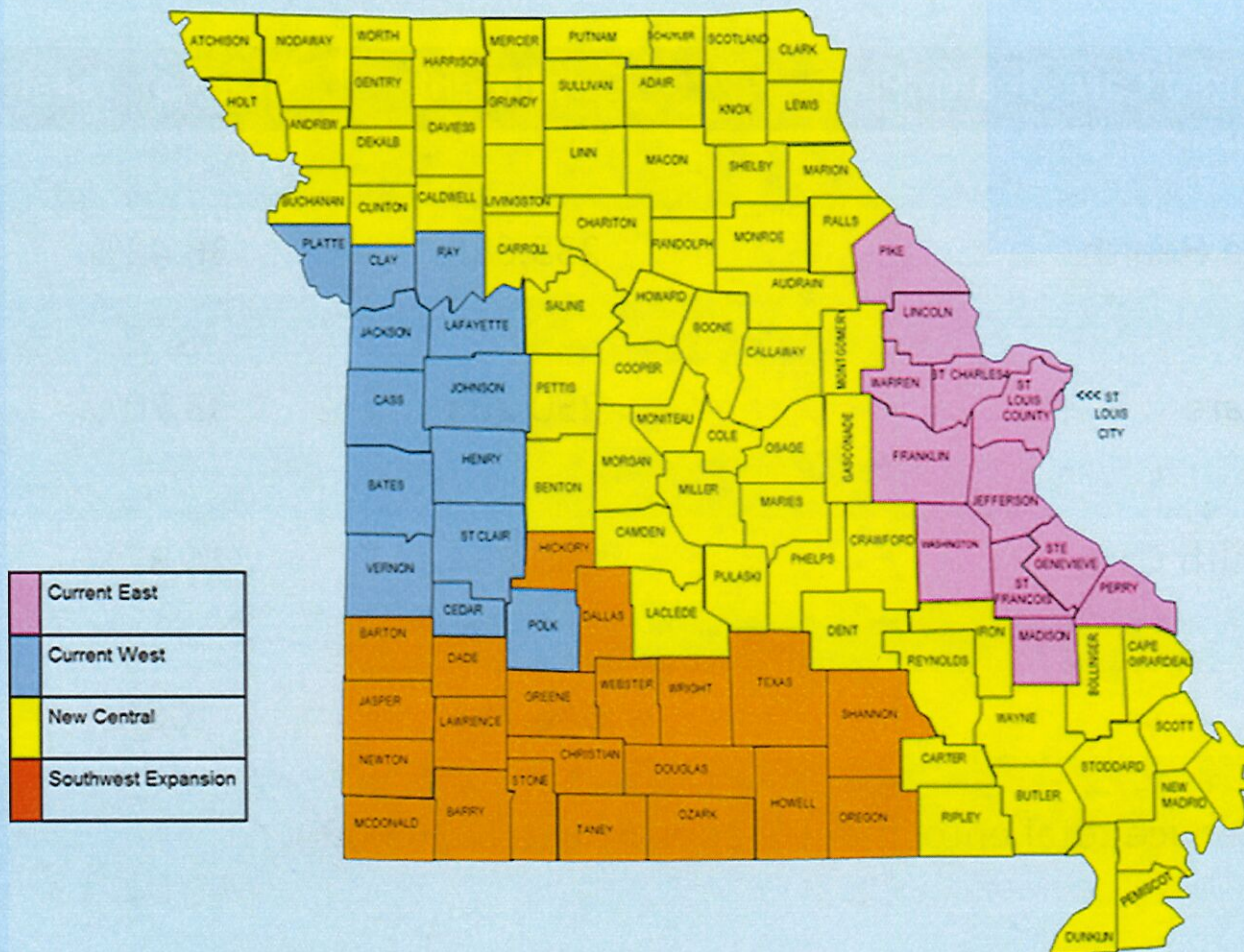 ATCHISON
NODAWAY
WORTH
MERCER
PUTNAM
SCHUYLER
SCOTLAND
CLARK
HARRISON
GENTRY
SULLIVAN
ADAIR
HOLT
GRUNDY
KNOX
LEWIS
ANDREW
DEKALB
DAVIESS
LINN
MACON
SHELBY
MARION
BUCHANAN
CLINTON
CALDWELL
LIVINGSTON
CHARITON
RANDOLPH
MONROE
RALLS
PLATTE
CLAY
RAY
CARROLL
PIKE
AUDRAIN
SALINE
HOWARD
BOONE
LINCOLN
JACKSON
LAFAYETTE
CALLAWAY
MONTGOMERY
COOPER
WARREN
ST CHARLES
ST
LOUIS
COUNTY
<<< ST
LOUIS
CITY
CASS
JOHNSON
PETTIS
MONITEAU
COLE
OSAGE
GASCONADE
FRANKLIN
HENRY
MORGAN
BATES
BENTON
MILLER
MARIES
JEFFERSON
ST CLAIR
CAMDEN
CRAWFORD
WASHINGTON
VERNON
HICKORY
PULASKI
PHELPS
STE
GENEVIEVE
ST
FRANCOIS
PERRY
CEDAR
POLK
DALLAS
LACLEDE
DENT
IRON
MADISON
BOLLINGER
CAPE
GIRARDEAU
BARTON
DADE
REYNOLDS
GREENE
WEBSTER
WRIGHT
TEXAS
JASPER
LAWRENCE
SHANNON
WAYNE
SCOTT
NEWTON
CHRISTIAN
STONE
DOUGLAS
CARTER
STODDARD
MCDONALD
BARRY
TANEY
OZARK
HOWELL
OREGON
RIPLEY
BUTLER
NEW
MADRID
PEMISCOT
DUNKLIN
Current East
Current West
New Central
Southwest Expansion